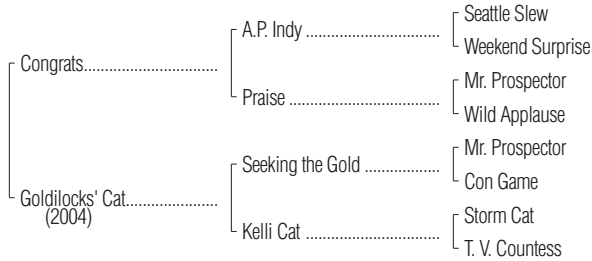 Seattle Slew
A.P. Indy ................................
Weekend Surprise
Congrats................................
Mr. Prospector
Praise ....................................
Wild Applause
Mr. Prospector
Seeking the Gold ..................
Con Game
Goldilocks' Cat......................
(2004)
Storm Cat
Kelli Cat ................................
T. V. Countess